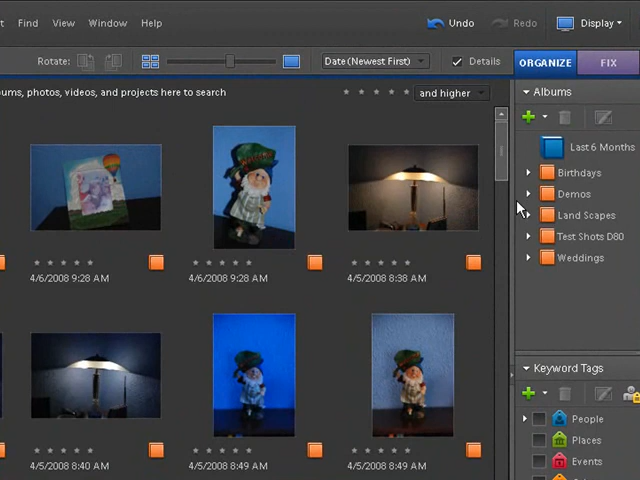 Find View Window Help Undo Redo Display
Rotate: Date (Newest First) Details ORGANIZE FIX
ums, photos, videos, and projects here to search and higher Albums
Last 6 Months
Birthdays
Demos
Land Scapes
Test Shots D80
Weddings
4/6/2008 9:28 AM 4/6/2008 9:28 AM 4/5/2008 8:38 AM
Keyword Tags
People
Places
Events
4/5/2008 8:40 AM 4/5/2008 8:49 AM 4/5/2008 8:49 AM